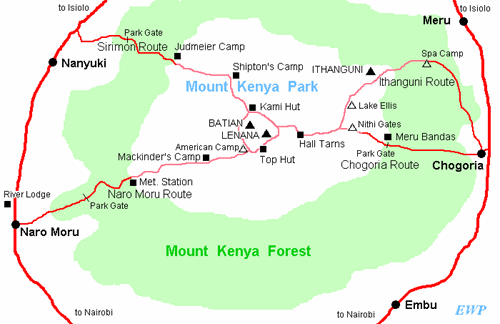 to Isiolo
to Isiolo
Meru
Park Gate
Sirimon Route
Judmeier Camp
Spa Camp
Nanyuki
Shipton's Camp
ITHANGUNI
Ithanguni Route
Mount Kenya Park
Kami Hut
Lake Ellis
BATIAN
Nithi Gates
LENANA
Meru Bandas
American Camp
Hall Tarns
Mackinder's Camp
Top Hut
Park Gate
Chogoria Route
Chogoria
Met. Station
River Lodge
Naro Moru Route
Park Gate
Naro Moru
Mount Kenya Forest
Embu
to Nairobi
to Nairobi
EWP